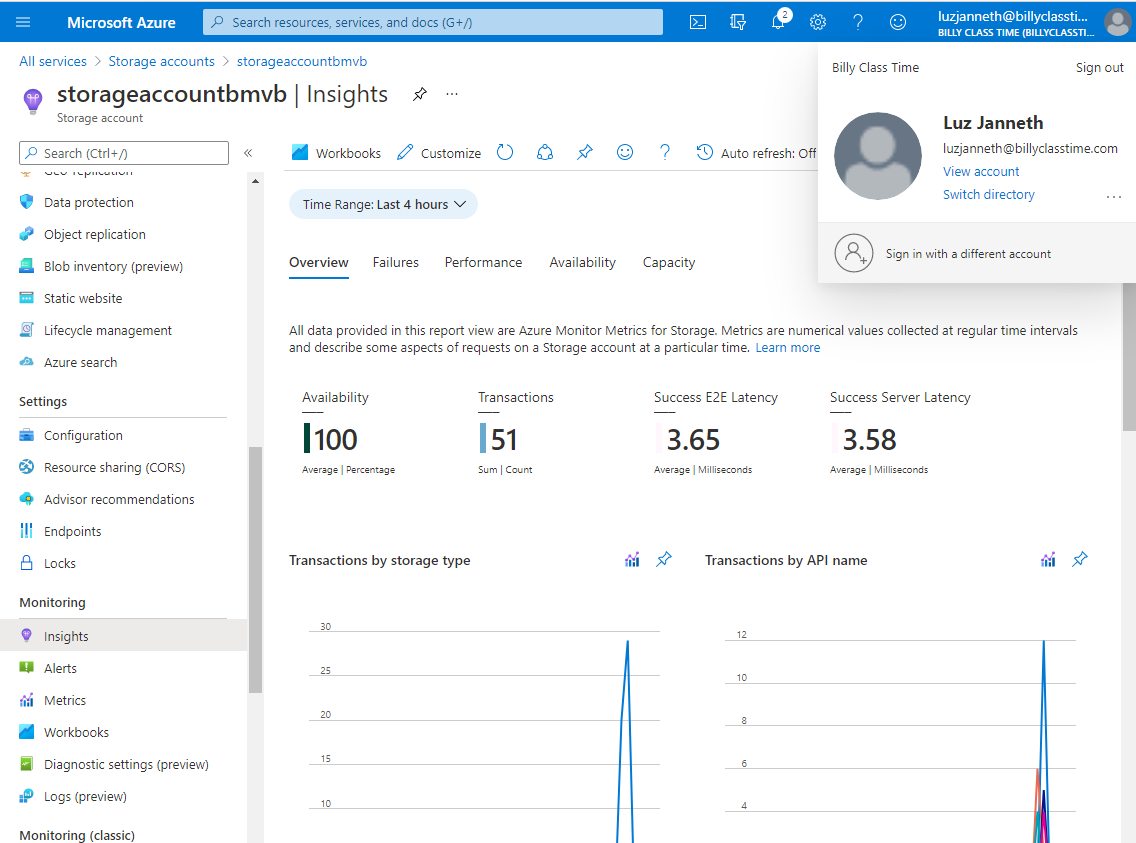 Microsoft Azure
Search resources, services, and docs (G+/)
2
luzjanneth@billyclassti...
BILLY CLASS TIME (BILLYCLASSTI...
All services > Storage accounts > storageaccountbmvb
storageaccountbmvb | Insights
...
Storage account
Billy Class Time
Sign out
Luz Janneth
luzjanneth@billyclasstime.com
View account
Switch directory
...
Sign in with a different account
Search (Ctrl+/)
«
Geo-replication
Data protection
Object replication
Blob inventory (preview)
Static website
Lifecycle management
Azure search
Settings
Configuration
Resource sharing (CORS)
Advisor recommendations
Endpoints
Locks
Monitoring
Insights
Alerts
Metrics
Workbooks
Diagnostic settings (preview)
Logs (preview)
Monitoring (classic)
Workbooks
Customize
?
Auto refresh: Off
Time Range: Last 4 hours
Overview
Failures
Performance
Availability
Capacity
All data provided in this report view are Azure Monitor Metrics for Storage. Metrics are numerical values collected at regular time intervals
and describe some aspects of requests on a Storage account at a particular time. Learn more
Availability
100
Average | Percentage
Transactions
51
Sum | Count
Success E2E Latency
3.65
Average | Milliseconds
Success Server Latency
3.58
Average | Milliseconds
Transactions by storage type
30
25
20
15
10
Transactions by API name
12
10
8
6
4